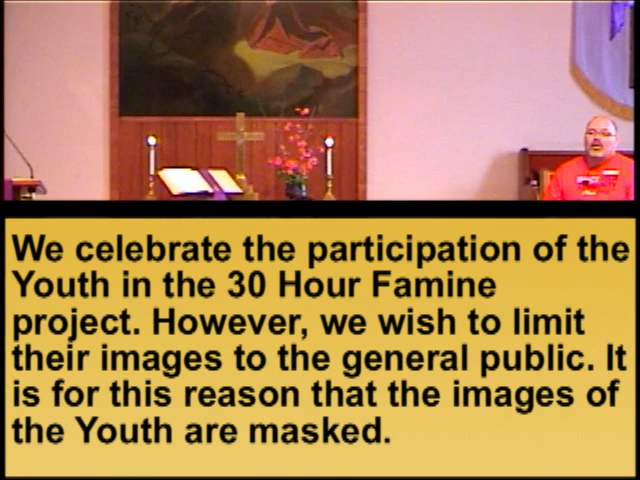 We celebrate the participation of the
Youth in the 30 Hour Famine
project. However, we wish to limit
their images to the general public. It
is for this reason that the images of
the Youth are masked.